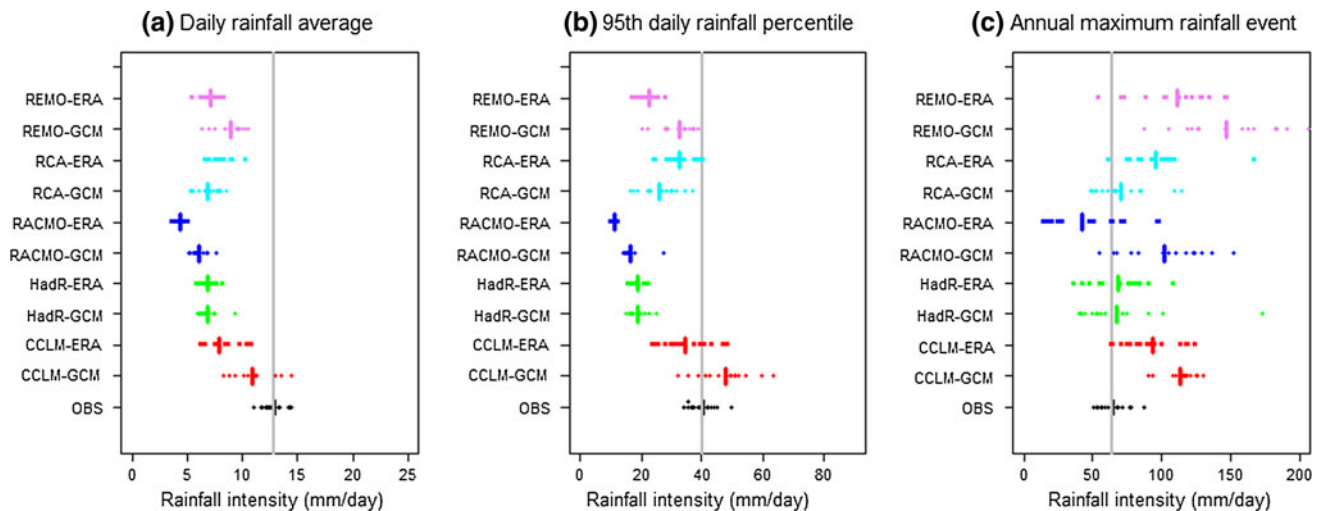 (a) Daily rainfall average
REMO-ERA
REMO-GCM
RCA-ERA
RCA-GCM
RACMO-ERA
RACMO-GCM
HadR-ERA
HadR-GCM
CCLM-ERA
CCLM-GCM
OBS
0 5 10 15 20 25
Rainfall intensity (mm/day)
(b) 95th daily rainfall percentile
REMO-ERA
REMO-GCM
RCA-ERA
RCA-GCM
RACMO-ERA
RACMO-GCM
HadR-ERA
HadR-GCM
CCLM-ERA
CCLM-GCM
OBS
0 20 40 60 80
Rainfall intensity (mm/day)
(c) Annual maximum rainfall event
REMO-ERA
REMO-GCM
RCA-ERA
RCA-GCM
RACMO-ERA
RACMO-GCM
HadR-ERA
HadR-GCM
CCLM-ERA
CCLM-GCM
OBS
0 50 100 150 200
Rainfall intensity (mm/day)